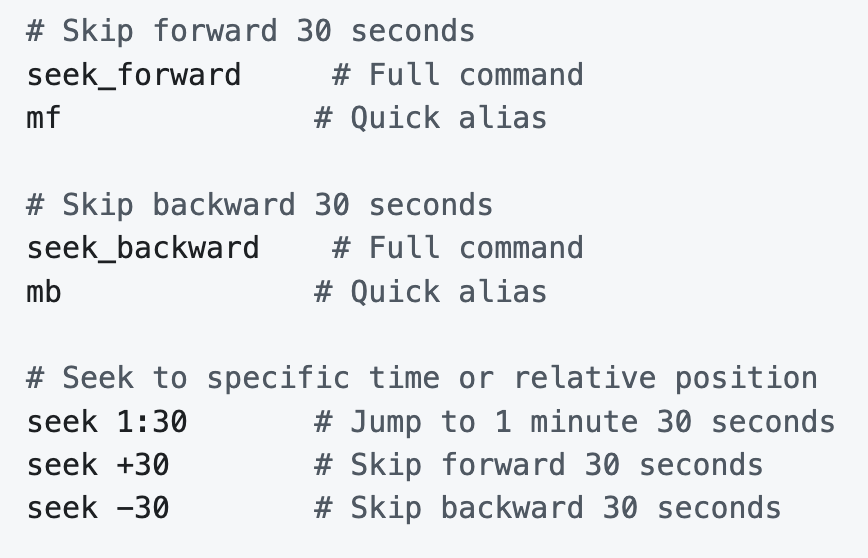 # Skip forward 30 seconds
seek_forward     # Full command
mf              # Quick alias

# Skip backward 30 seconds
seek_backward    # Full command
mb              # Quick alias

# Seek to specific time or relative position
seek 1:30       # Jump to 1 minute 30 seconds
seek +30        # Skip forward 30 seconds
seek -30        # Skip backward 30 seconds